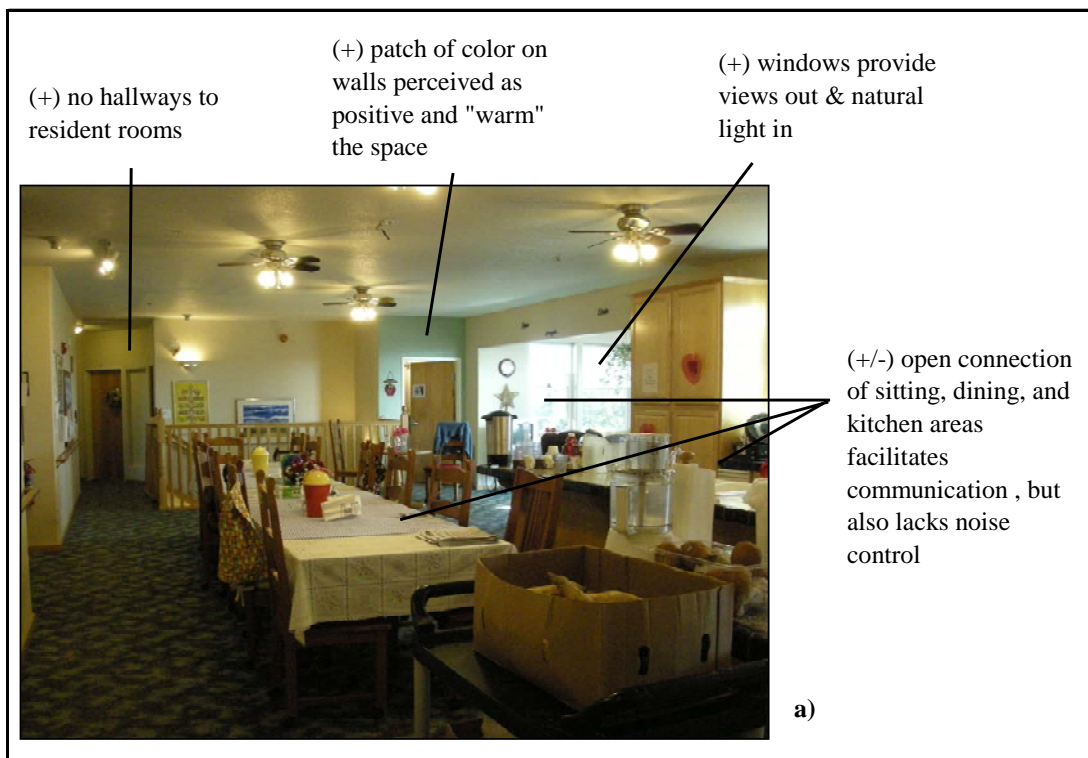 (+) no hallways to
resident rooms
(+) patch of color on
walls perceived as
positive and "warm"
the space
(+) windows provide
views out & natural
light in
(+/-) open connection
of sitting, dining, and
kitchen areas
facilitates
communication , but
also lacks noise
control
a)